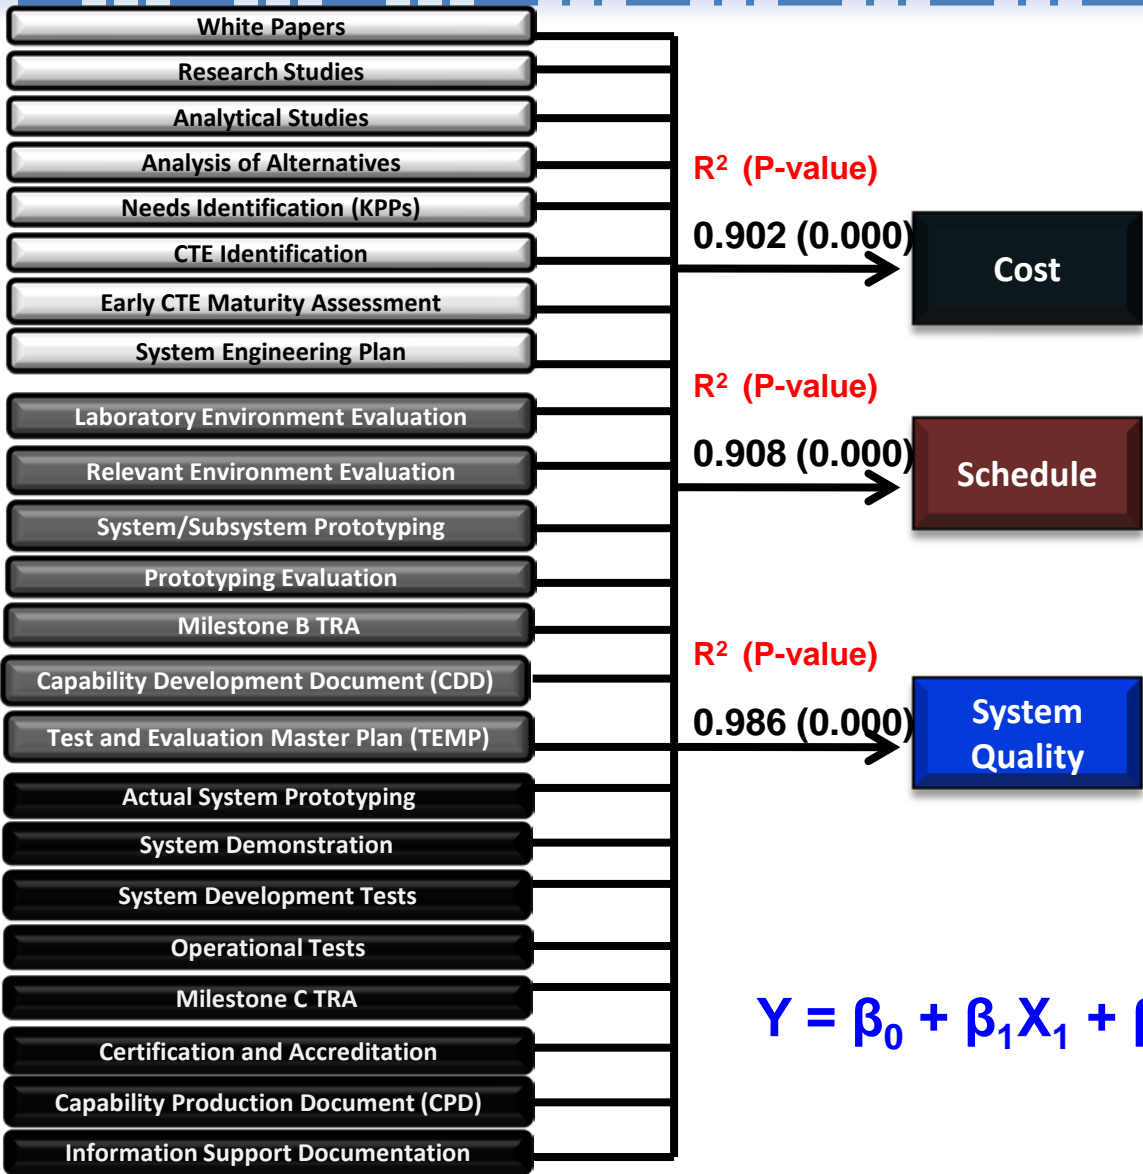 White Papers
Research Studies
Analytical Studies
Analysis of Alternatives
Needs Identification (KPPs)
CTE Identification
Early CTE Maturity Assessment
System Engineering Plan
Laboratory Environment Evaluation
Relevant Environment Evaluation
System/Subsystem Prototyping
Prototyping Evaluation
Milestone B TRA
Capability Development Document (CDD)
Test and Evaluation Master Plan (TEMP)
Actual System Prototyping
System Demonstration
System Development Tests
Operational Tests
Milestone C TRA
Certification and Accreditation
Capability Production Document (CPD)
Information Support Documentation
R² (P-value)
0.902 (0.000)
Cost
R² (P-value)
0.908 (0.000)
Schedule
R² (P-value)
0.986 (0.000)
System
Quality
Y = β₀ + β₁X₁ +